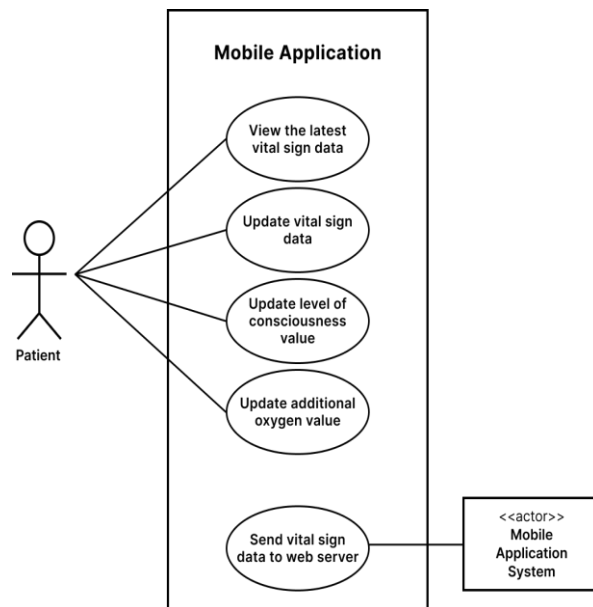 Mobile Application
View the latest
vital sign data
Update vital sign
data
Update level of
consciousness
value
Patient
Update additional
oxygen value
Send vital sign
data to web server
<<actor>>
Mobile
Application
System